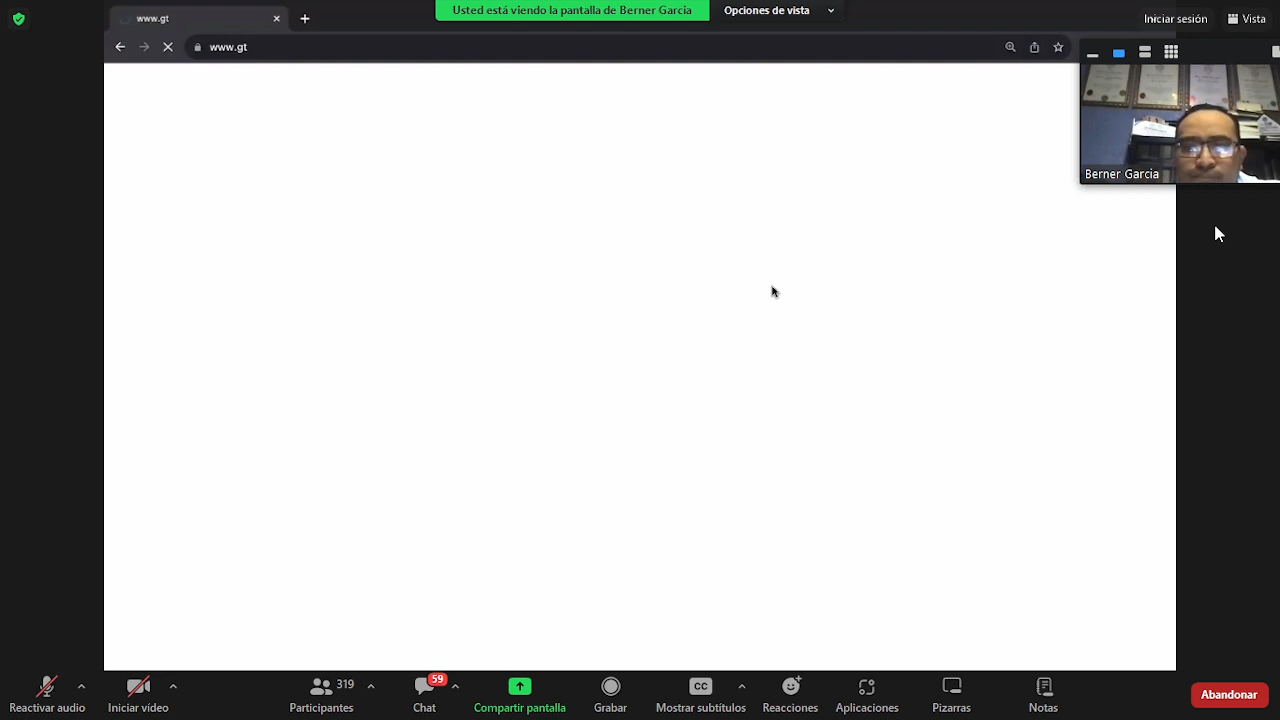 www.gt
Usted está viendo la pantalla de Berner Garcia
Opciones de vista
Iniciar sesión
Vista
www.gt
Berner Garcia
Reactivar audio
Iniciar vídeo
319
Participantes
59
Chat
Compartir pantalla
Grabar
CC
Mostrar subtítulos
Reacciones
Aplicaciones
Pizarras
Notas
Abandonar